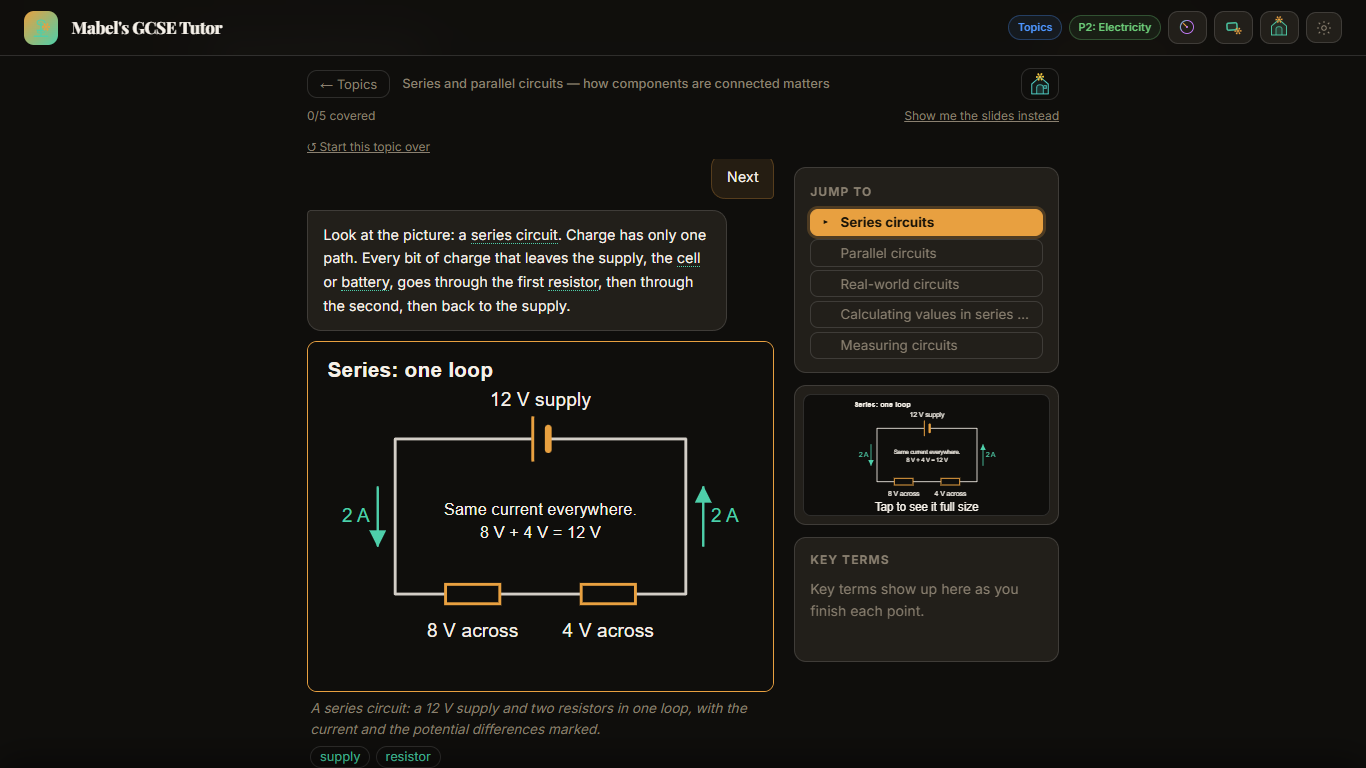 Mabel's GCSE Tutor
Topics
P2: Electricity
← Topics
Series and parallel circuits — how components are connected matters
0/5 covered
Show me the slides instead
↺ Start this topic over
Next
Look at the picture: a series circuit. Charge has only one
path. Every bit of charge that leaves the supply, the cell
or battery, goes through the first resistor, then through
the second, then back to the supply.
Series: one loop
12 V supply
2 A
Same current everywhere.
8 V + 4 V = 12 V
2 A
8 V across
4 V across
A series circuit: a 12 V supply and two resistors in one loop, with the
current and the potential differences marked.
supply
resistor
JUMP TO
Series circuits
Parallel circuits
Real-world circuits
Calculating values in series ...
Measuring circuits
Series: one loop
12 V supply
2 A
Same current everywhere.
8 V + 4 V = 12 V
2 A
8 V across
4 V across
Tap to see it full size
KEY TERMS
Key terms show up here as you
finish each point.